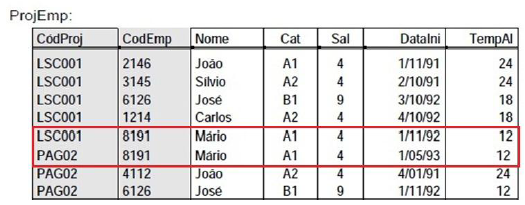 ProjEmp:
CódProj CodEmp Nome Cat Sal DataIni TempAl
LSC001 2146 João A1 4 1/11/91 24
LSC001 3145 Sílvio A2 4 2/10/91 24
LSC001 6126 José B1 9 3/10/92 18
LSC001 1214 Carlos A2 4 4/10/92 18
LSC001 8191 Mário A1 4 1/11/92 12
PAG02 8191 Mário A1 4 1/05/93 12
PAG02 4112 João A2 4 4/01/91 24
PAG02 6126 José B1 9 1/11/92 12